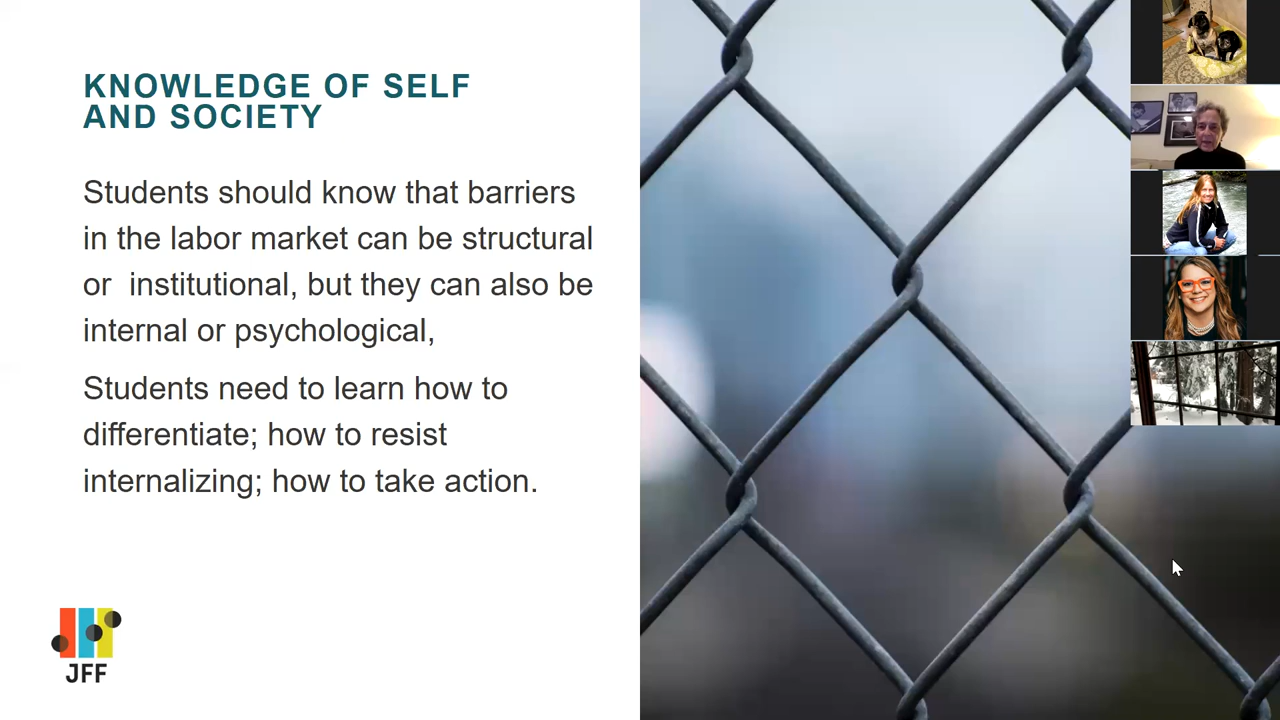 KNOWLEDGE OF SELF
AND SOCIETY
Students should know that barriers
in the labor market can be structural
or  institutional, but they can also be
internal or psychological,
Students need to learn how to
differentiate; how to resist
internalizing; how to take action.
JFF